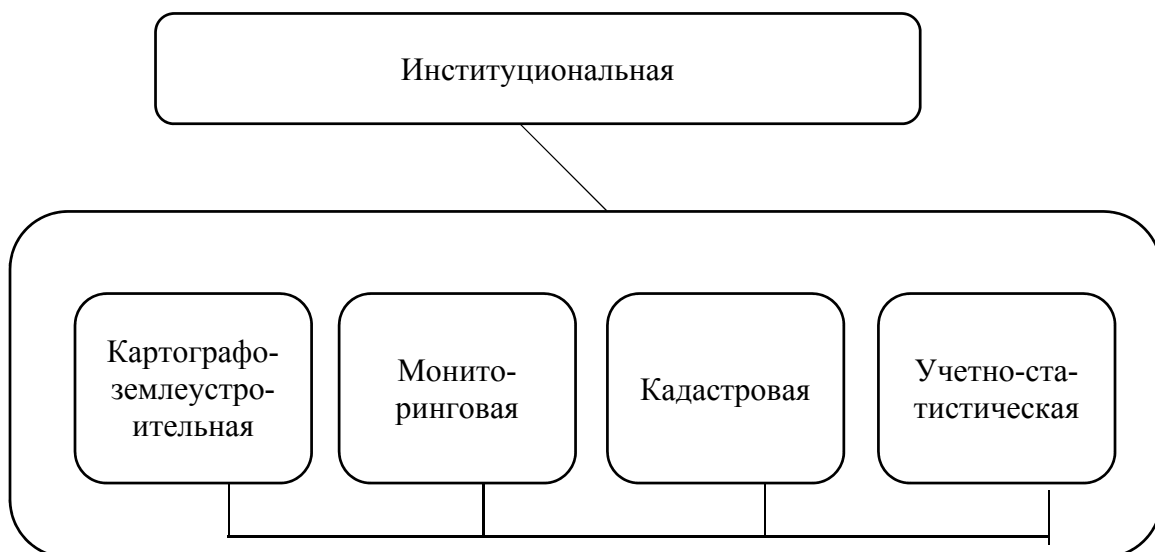 Институциональная
Картографо-
землеустро-
ительная
Монито-
ринговая
Кадастровая
Учетно-ста-
тистическая